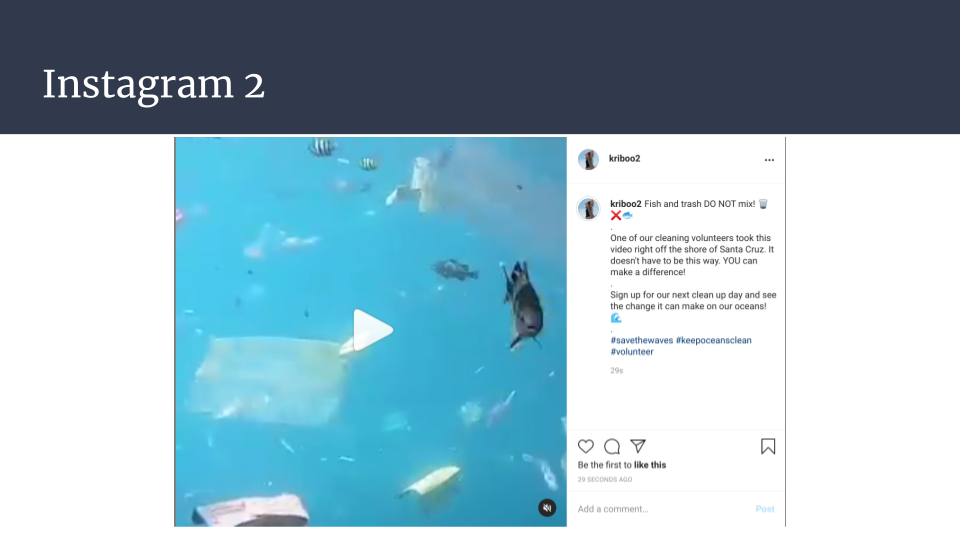 Instagram 2
kriboo2
kriboo2 Fish and trash DO NOT mix! 🗑️
❌🐟
.
One of our cleaning volunteers took this
video right off the shore of Santa Cruz. It
doesn't have to be this way. YOU can
make a difference!
.
Sign up for our next clean up day and see
the change it can make on our oceans!
🌊
.
#savethewaves #keepoceansclean
#volunteer
29s
Be the first to like this
29 SECONDS AGO
Add a comment...
Post